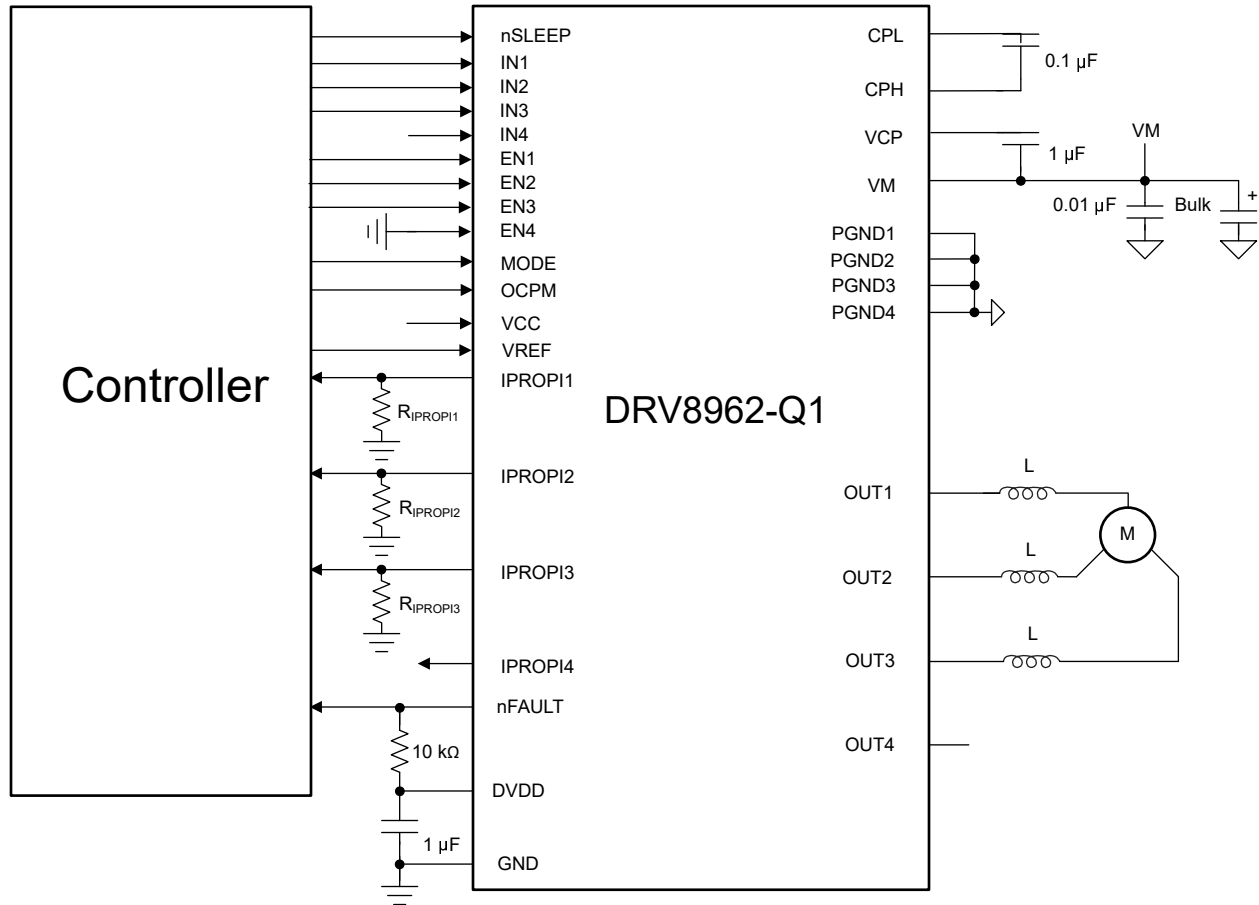 Controller
nSLEEP
IN1
IN2
IN3
IN4
EN1
EN2
EN3
EN4
MODE
OCPM
VCC
VREF
IPROPI1
RIPROPI1
IPROPI2
RIPROPI2
IPROPI3
RIPROPI3
IPROPI4
nFAULT
10 kΩ
DVDD
1 µF
GND
DRV8962-Q1
CPL
0.1 µF
CPH
VCP
1 µF
VM
VM
0.01 µF
Bulk
+
PGND1
PGND2
PGND3
PGND4
OUT1
L
M
OUT2
L
OUT3
L
OUT4